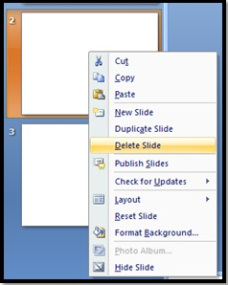 2
Cut
Copy
Paste
New Slide
Duplicate Slide
Delete Slide
Publish Slides
Check for Updates
Layout
Reset Slide
Format Background...
Photo Album...
Hide Slide
3